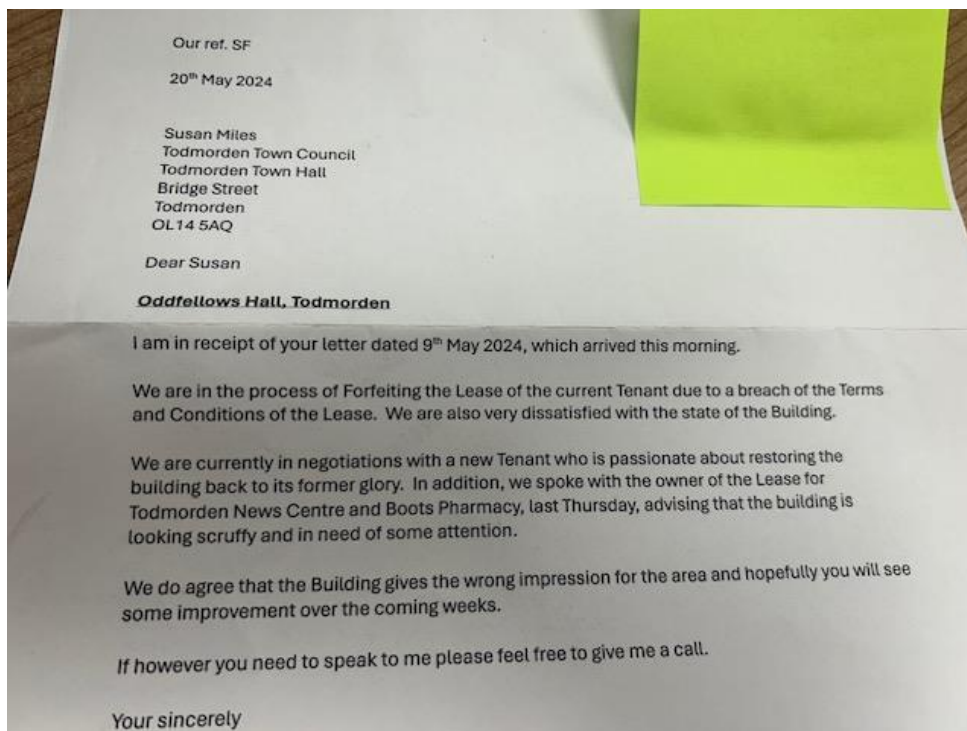 Our ref. SF
20th May 2024
Susan Miles
Todmorden Town Council
Todmorden Town Hall
Bridge Street
Todmorden
OL14 5AQ
Dear Susan
Oddfellows Hall, Todmorden
I am in receipt of your letter dated 9th May 2024, which arrived this morning.
We are in the process of Forfeiting the Lease of the current Tenant due to a breach of the Terms
and Conditions of the Lease. We are also very dissatisfied with the state of the Building.
We are currently in negotiations with a new Tenant who is passionate about restoring the
building back to its former glory. In addition, we spoke with the owner of the Lease for
Todmorden News Centre and Boots Pharmacy, last Thursday, advising that the building is
looking scruffy and in need of some attention.
We do agree that the Building gives the wrong impression for the area and hopefully you will see
some improvement over the coming weeks.
If however you need to speak to me please feel free to give me a call.
Your sincerely